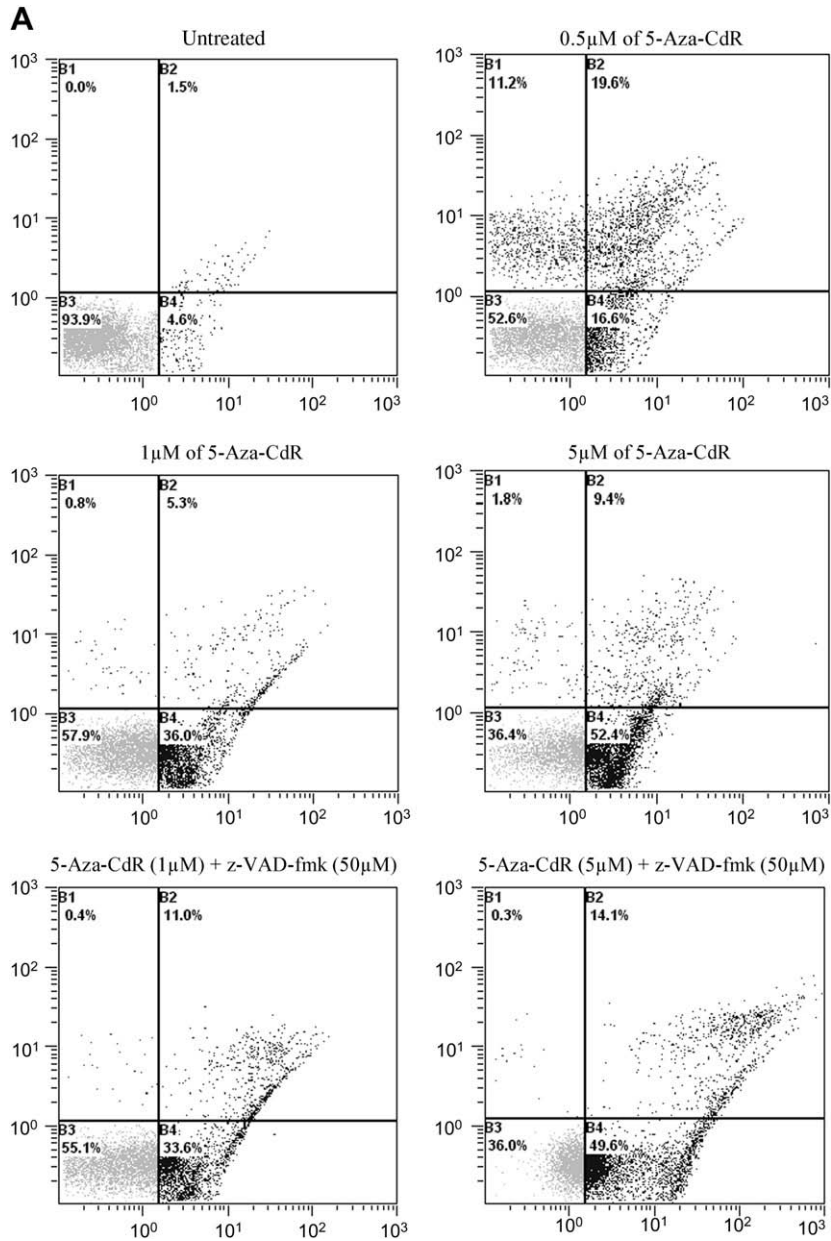 A
Untreated
0.5µM of 5-Aza-CdR
10³
10²
10¹
10⁰
B1
0.0%
B2
1.5%
B3
93.9%
B4
4.6%
10⁰ 10¹ 10² 10³
10³
10²
10¹
10⁰
B1
11.2%
B2
19.6%
B3
52.6%
B4
16.6%
10⁰ 10¹ 10² 10³
1µM of 5-Aza-CdR
5µM of 5-Aza-CdR
10³
10²
10¹
10⁰
B1
0.8%
B2
5.3%
B3
57.9%
B4
36.0%
10⁰ 10¹ 10² 10³
10³
10²
10¹
10⁰
B1
1.8%
B2
9.4%
B3
36.4%
B4
52.4%
10⁰ 10¹ 10² 10³
5-Aza-CdR (1µM) + z-VAD-fmk (50µM)
5-Aza-CdR (5µM) + z-VAD-fmk (50µM)
10³
10²
10¹
10⁰
B1
0.4%
B2
11.0%
B3
55.1%
B4
33.6%
10⁰ 10¹ 10² 10³
10³
10²
10¹
10⁰
B1
0.3%
B2
14.1%
B3
36.0%
B4
49.6%
10⁰ 10¹ 10² 10³